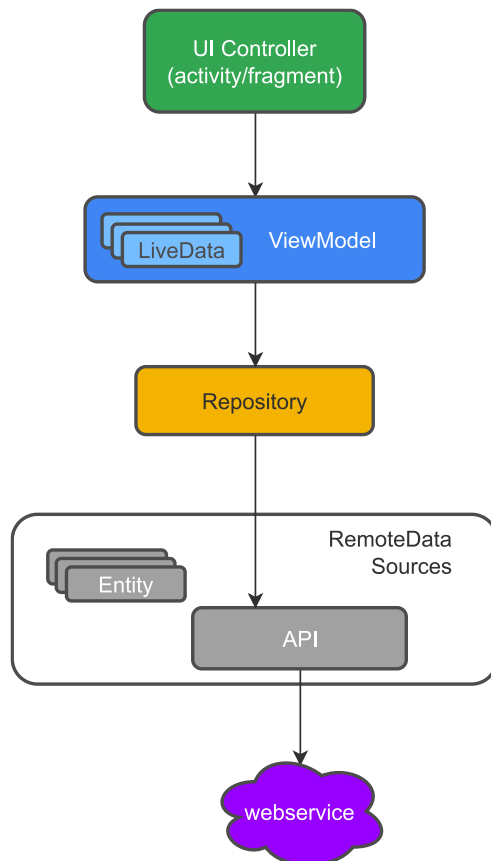 UI Controller
(activity/fragment)
LiveData
ViewModel
Repository
RemoteData
Sources
Entity
API
webservice